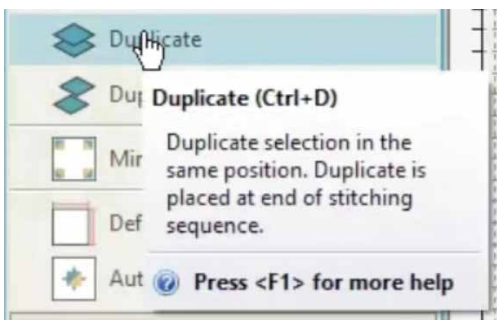 Duplicate
Dup
Duplicate (Ctrl+D)
Mir
Duplicate selection in the
same position. Duplicate is
placed at end of stitching
sequence.
Def
Aut
Press <F1> for more help